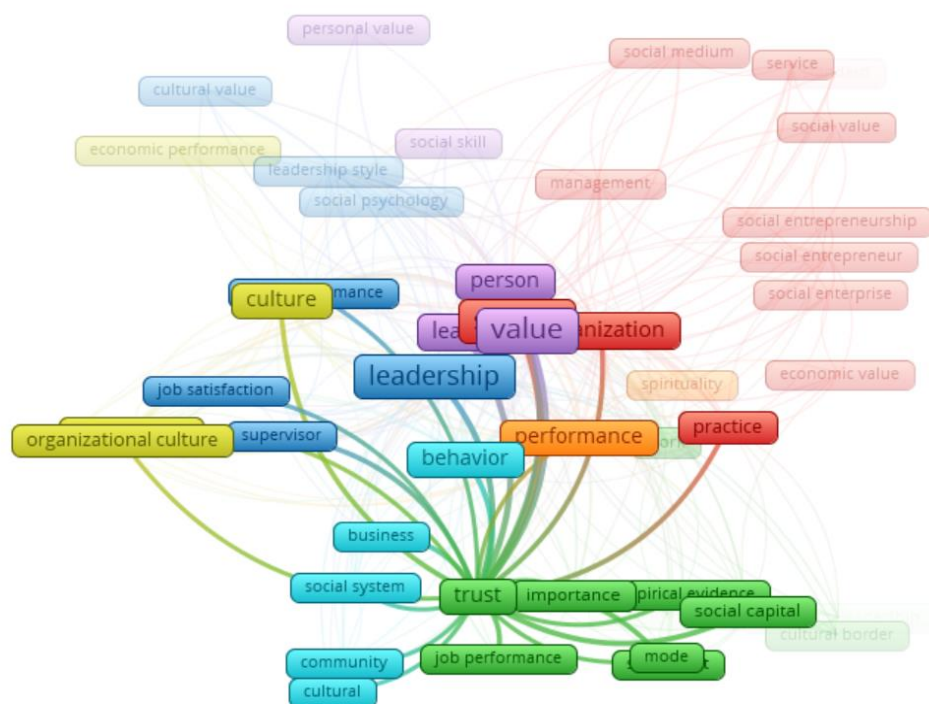 personal value
social medium
service
cultural value
social value
economic performance
social skill
leadership style
management
social psychology
social entrepreneurship
social entrepreneur
person
culture
social enterprise
value
leadership
economic value
job satisfaction
spirituality
practice
organizational culture
supervisor
performance
behavior
business
social system
trust
importance
social capital
cultural border
community
job performance
mode
cultural